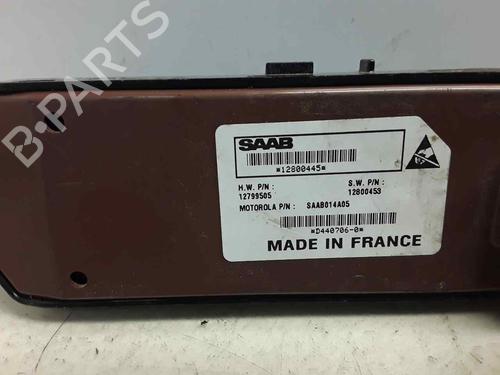 B-PARTS
SAAB
*12800445*
H.W. P/N :
12799505
S.W. P/N :
12800453
MOTOROLA P/N : SAAB014A05
*D440706-0*
MADE IN FRANCE